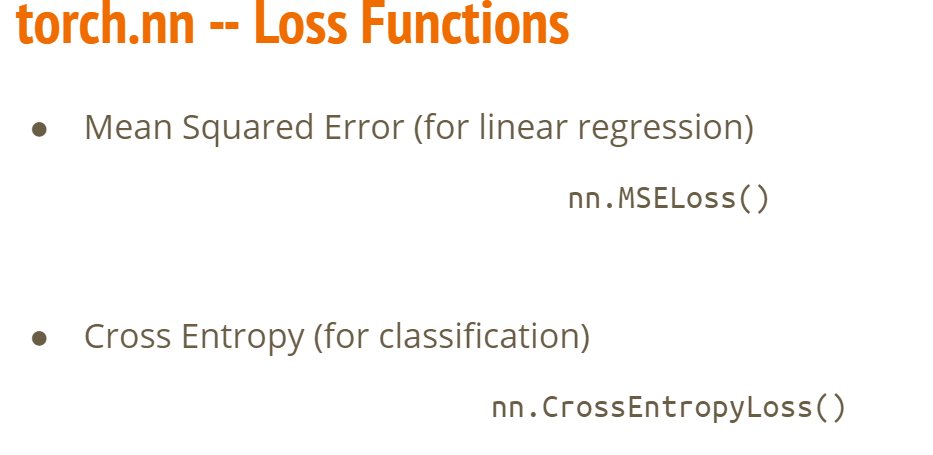 torch.nn -- Loss Functions
● Mean Squared Error (for linear regression)
nn.MSELoss()
● Cross Entropy (for classification)
nn.CrossEntropyLoss()